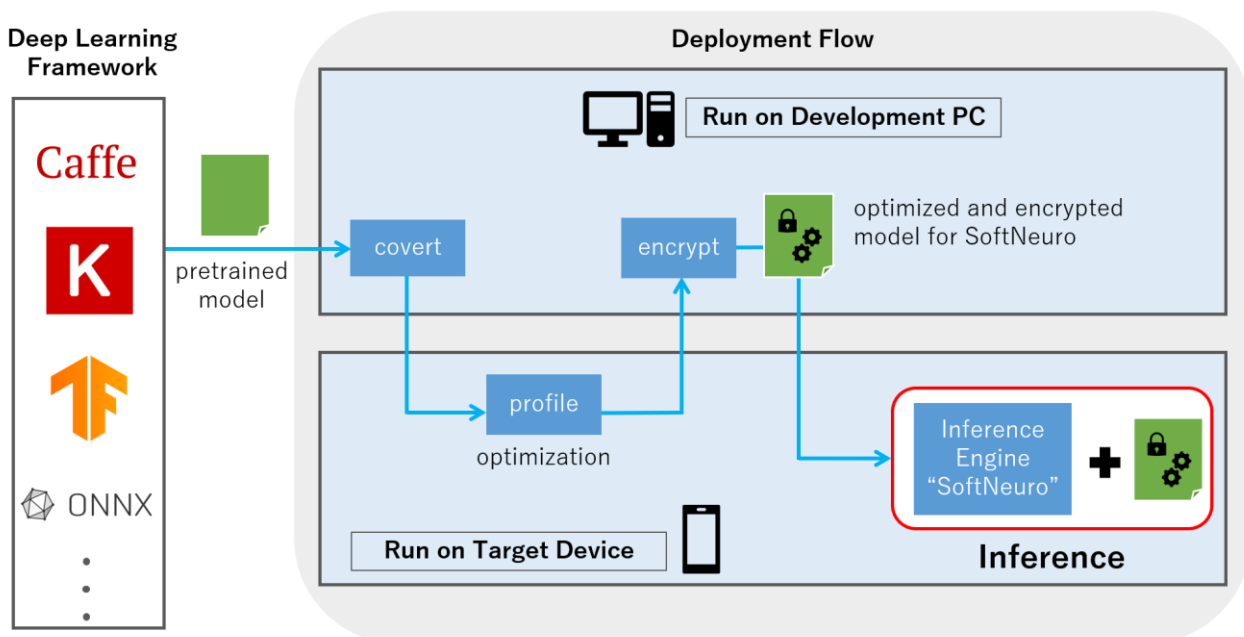 Deep Learning
Framework
Caffe
K
TF
ONNX
pretrained
model
Deployment Flow
Run on Development PC
covert
encrypt
optimized and encrypted
model for SoftNeuro
profile
optimization
Run on Target Device
Inference
Engine
“SoftNeuro”
Inference